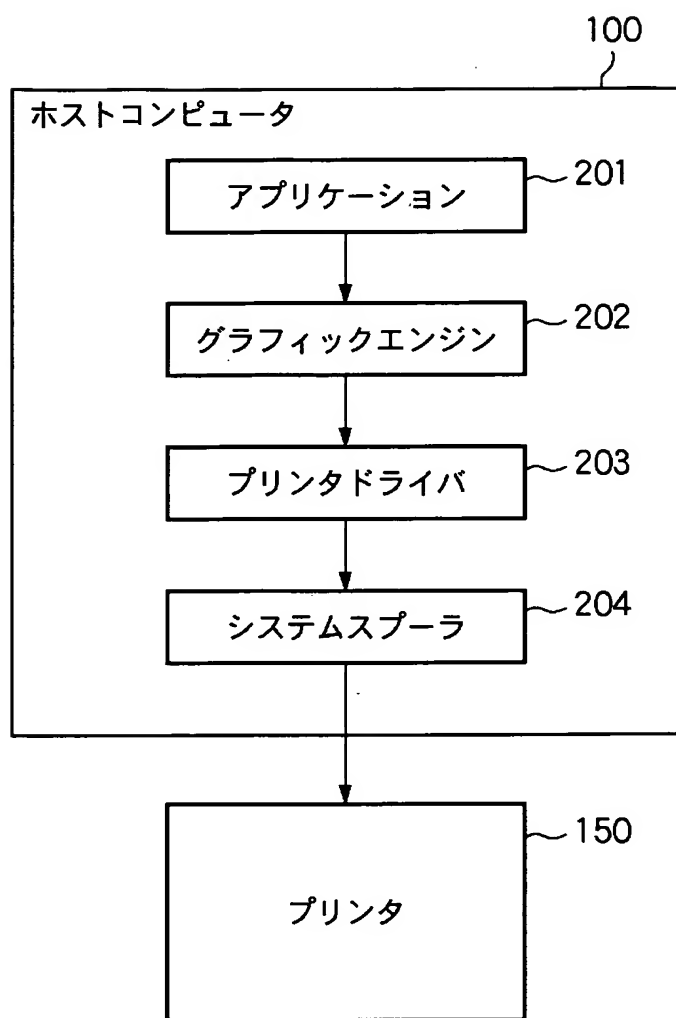 100
ホストコンピュータ
アプリケーション
201
グラフィックエンジン
202
プリンタドライバ
203
システムスプーラ
204
プリンタ
150